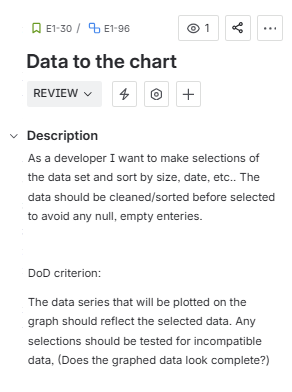 E1-30 / E1-96
1
Data to the chart
REVIEW
Description
As a developer I want to make selections of
the data set and sort by size, date, etc.. The
data should be cleaned/sorted before selected
to avoid any null, empty enteries.
DoD criterion:
The data series that will be plotted on the
graph should reflect the selected data. Any
selections should be tested for incompatible
data, (Does the graphed data look complete?)